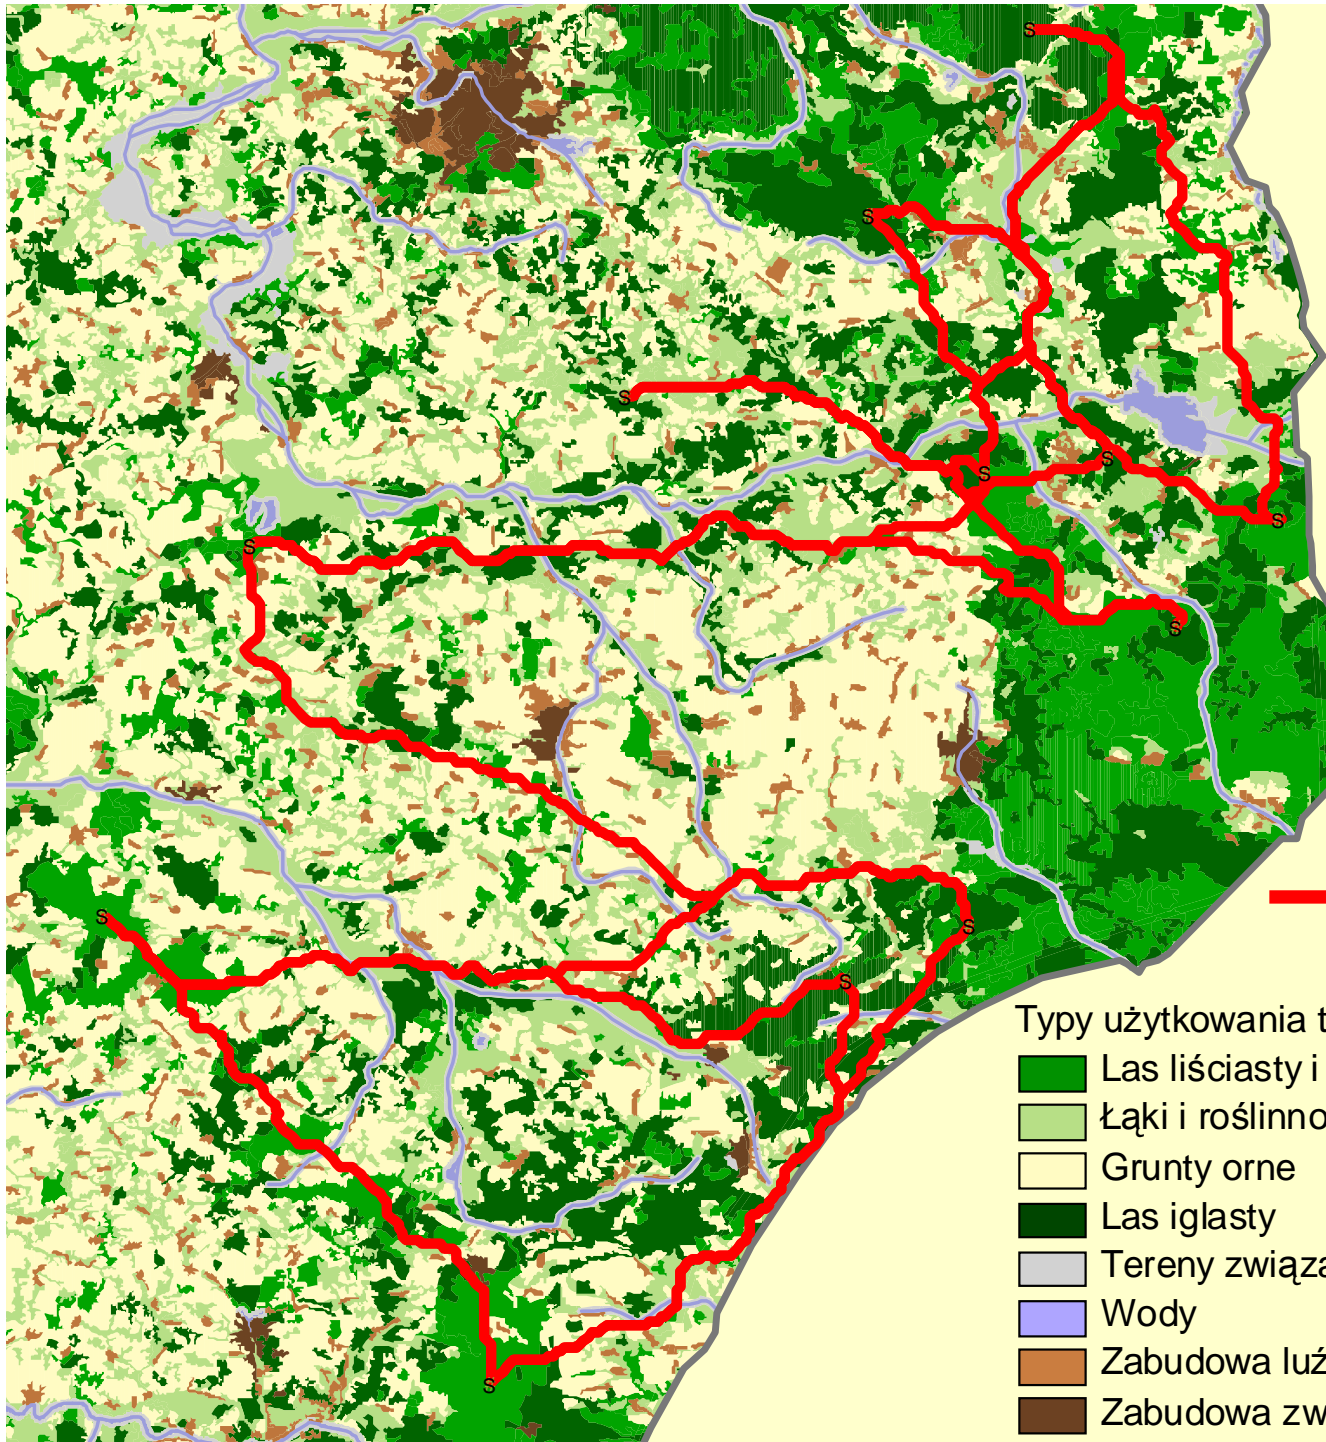 S
S
S
S
S
S
S
S
S
S
S
S
Typy użytkowania t
Las liściasty i
Łąki i roślinno
Grunty orne
Las iglasty
Tereny związa
Wody
Zabudowa luź
Zabudowa zw